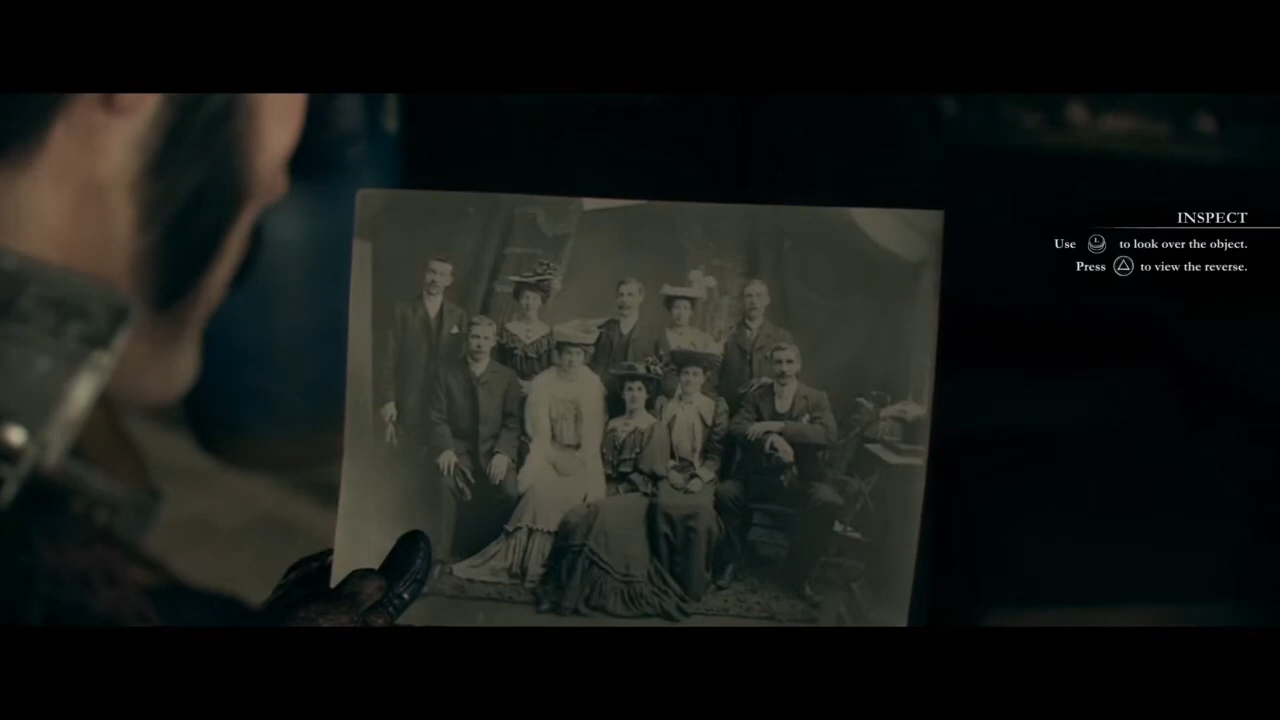 INSPECT
Use L to look over the object.
Press △ to view the reverse.